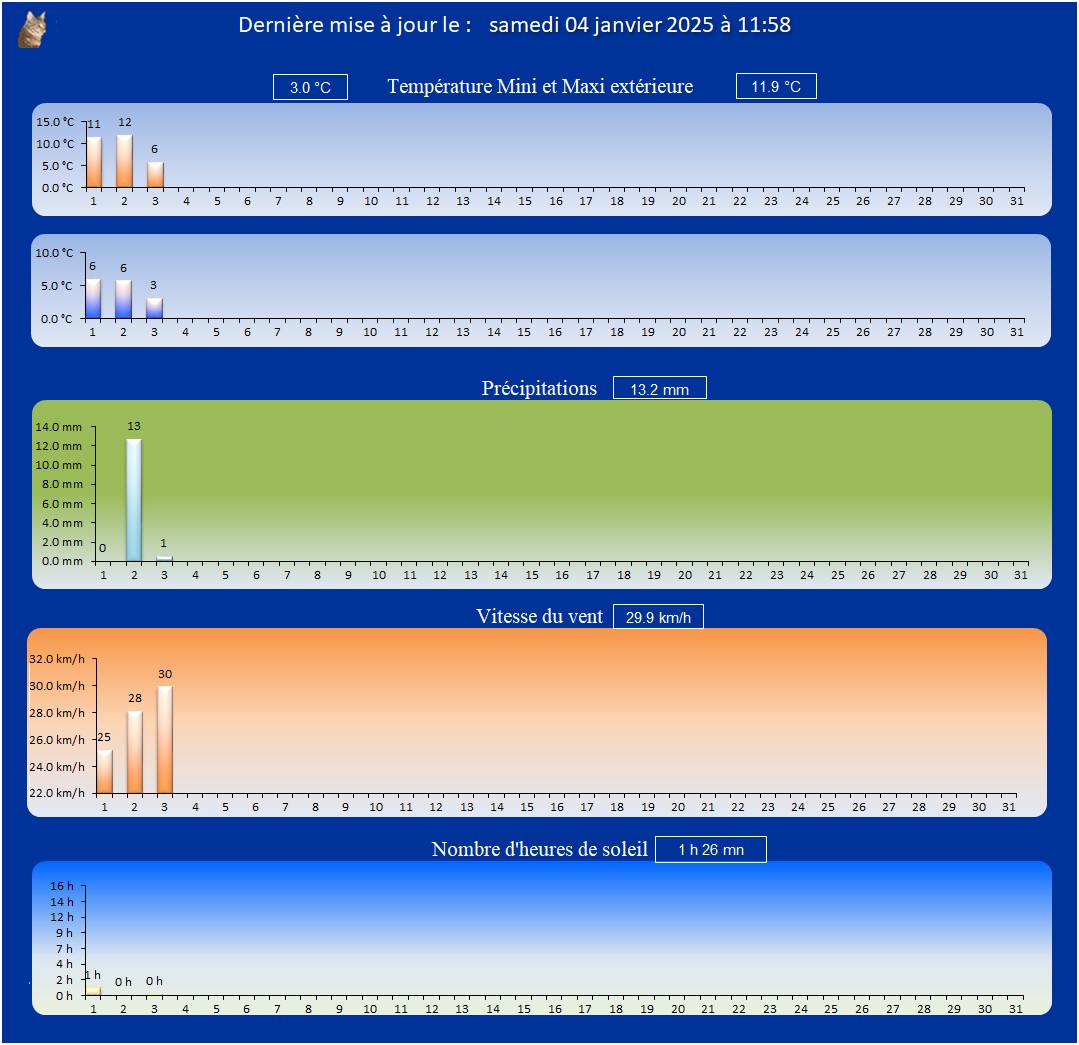 Dernière mise à jour le : samedi 04 janvier 2025 à 11:58
3.0 °C Température Mini et Maxi extérieure 11.9 °C
15.0 °C 11 12
10.0 °C 6
5.0 °C
0.0 °C
1 2 3 4 5 6 7 8 9 10 11 12 13 14 15 16 17 18 19 20 21 22 23 24 25 26 27 28 29 30 31
10.0 °C
6 6
5.0 °C 3
0.0 °C
1 2 3 4 5 6 7 8 9 10 11 12 13 14 15 16 17 18 19 20 21 22 23 24 25 26 27 28 29 30 31
Précipitations 13.2 mm
14.0 mm 13
12.0 mm
10.0 mm
8.0 mm
6.0 mm
4.0 mm
2.0 mm 0 1
0.0 mm
1 2 3 4 5 6 7 8 9 10 11 12 13 14 15 16 17 18 19 20 21 22 23 24 25 26 27 28 29 30 31
Vitesse du vent 29.9 km/h
32.0 km/h
30
30.0 km/h
28
28.0 km/h
26.0 km/h 25
24.0 km/h
22.0 km/h
1 2 3 4 5 6 7 8 9 10 11 12 13 14 15 16 17 18 19 20 21 22 23 24 25 26 27 28 29 30 31
Nombre d'heures de soleil 1 h 26 mn
16 h
14 h
12 h
9 h
7 h
4 h
2 h 1 h 0 h 0 h
0 h
1 2 3 4 5 6 7 8 9 10 11 12 13 14 15 16 17 18 19 20 21 22 23 24 25 26 27 28 29 30 31